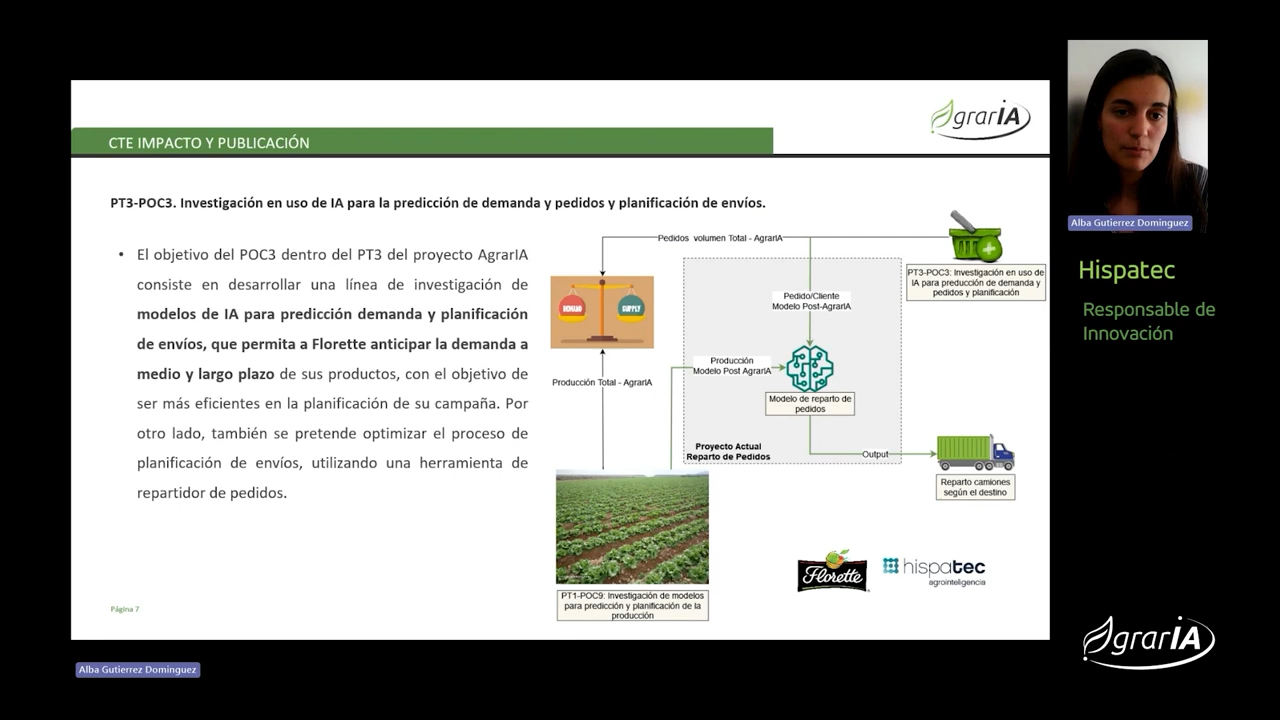 AgrarIA
CTE IMPACTO Y PUBLICACIÓN
PT3-POC3. Investigación en uso de IA para la predicción de demanda y pedidos y planificación de envíos.
• El objetivo del POC3 dentro del PT3 del proyecto AgrarIA
consiste en desarrollar una línea de investigación de
modelos de IA para predicción demanda y planificación
de envíos, que permita a Florette anticipar la demanda a
medio y largo plazo de sus productos, con el objetivo de
ser más eficientes en la planificación de su campaña. Por
otro lado, también se pretende optimizar el proceso de
planificación de envíos, utilizando una herramienta de
repartidor de pedidos.
Pedidos volumen Total - AgrarIA
PT3-POC3: Investigación en uso de
IA para producción de demanda y
pedidos y planificación
DEMAND
SUPPLY
Pedido/Cliente
Modelo Post-AgrarIA
Producción
Modelo Post AgrarIA
Producción Total - AgrarIA
Modelo de reparto de
pedidos
Proyecto Actual
Reparto de Pedidos
Output
Reparto camiones
según el destino
PT1-POC9: Investigación de modelos
para predicción y planificación de la
producción
Florette
hispatec
agrointeligencia
Página 7
Alba Gutierrez Dominguez
Alba Gutierrez Dominguez
Hispatec
Responsable de
Innovación
AgrarIA